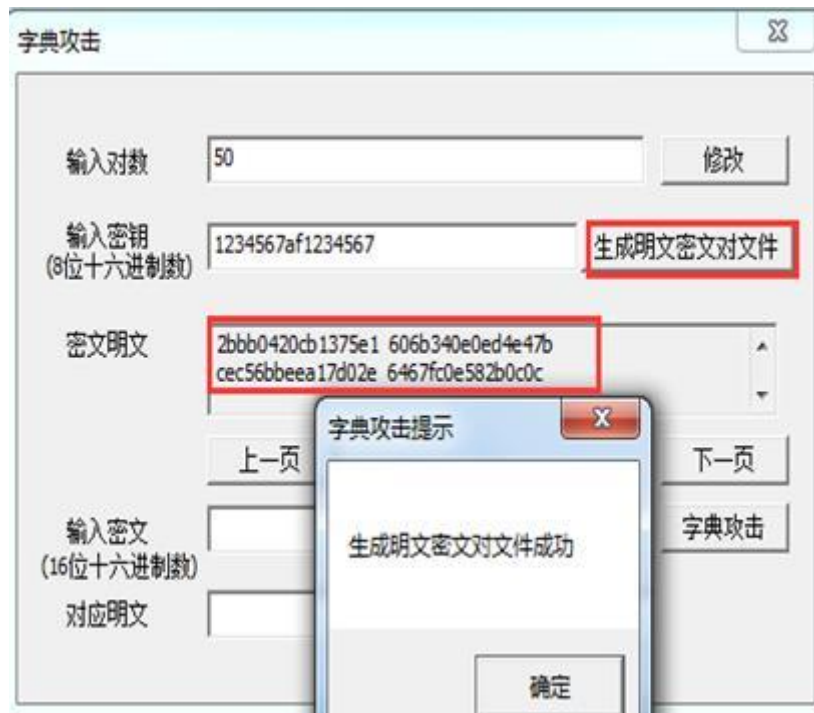 字典攻击
输入对数
50
修改
输入密钥
(8位十六进制数)
1234567af1234567
生成明文密文对文件
密文明文
2bbb0420cb1375e1 606b340e0ed4e47b
cec56bbeea17d02e 6467fc0e582b0c0c
字典攻击提示
上一页
下一页
生成明文密文对文件成功
输入密文
(16位十六进制数)
字典攻击
对应明文
确定